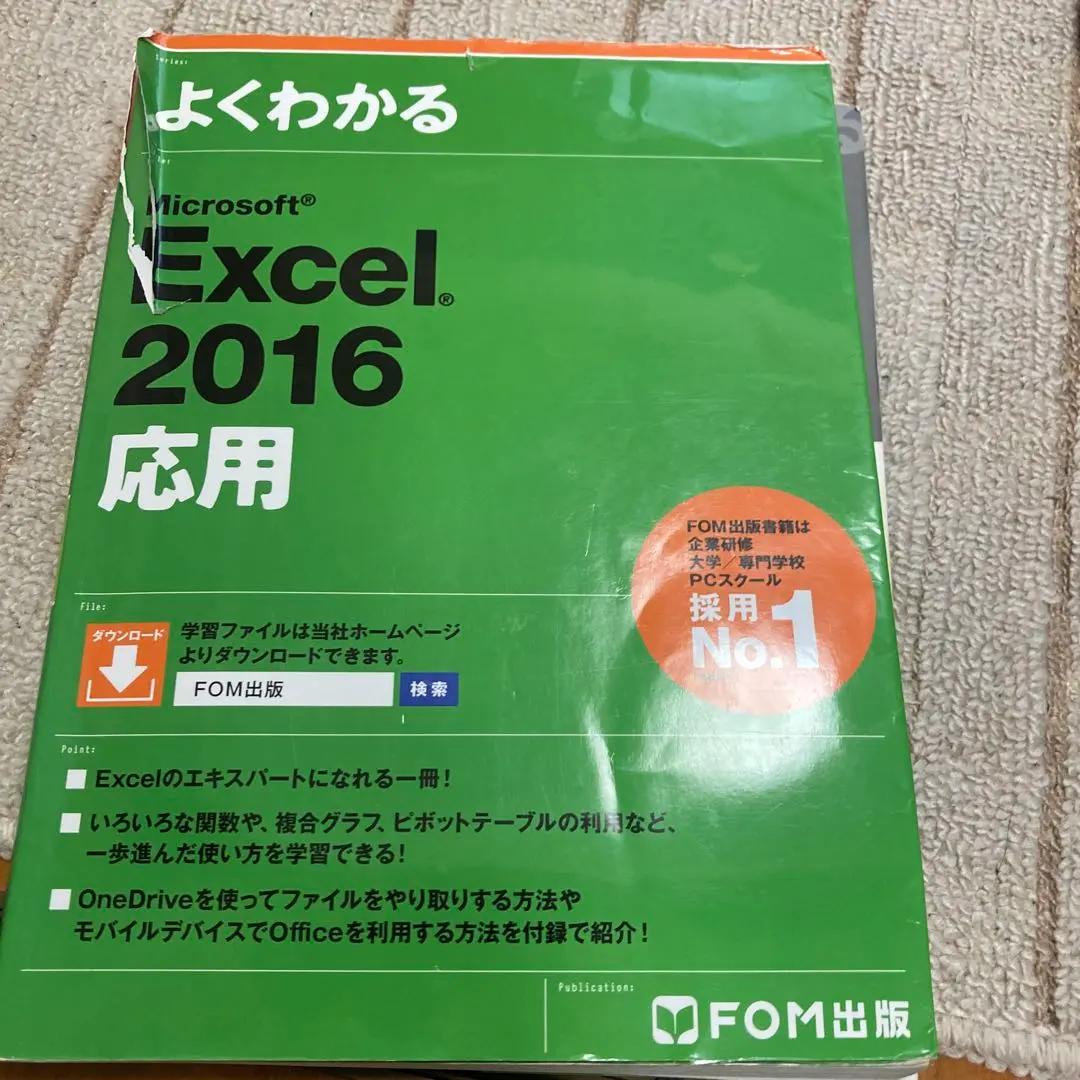 Series:
よくわかる
Microsoft®
Excel®
2016
応用
FOM出版書籍は
企業研修
大学／専門学校
PCスクール
採用
No.1
File:
ダウンロード
学習ファイルは当社ホームページ
よりダウンロードできます。
FOM出版 検索
Point:
■ Excelのエキスパートになれる一冊！
■ いろいろな関数や、複合グラフ、ピボットテーブルの利用など、
一歩進んだ使い方を学習できる！
■ OneDriveを使ってファイルをやり取りする方法や
モバイルデバイスでOfficeを利用する方法を付録で紹介！
Publication:
FOM出版